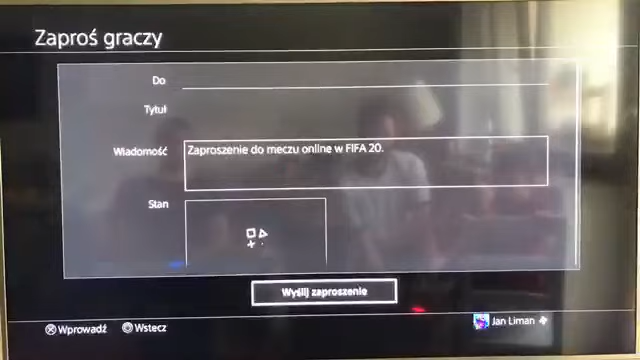 Zaproś graczy
Do
Tytuł
Wiadomość
Zaproszenie do meczu online w FIFA 20.
Stan
Wyślij zaproszenie
Wprowadź
Wstecz
Jan Liman